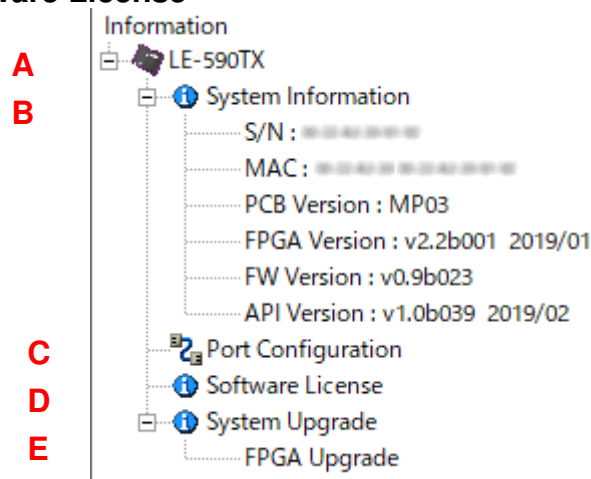 Information
A
LE-590TX
B
System Information
S/N :
MAC :
PCB Version : MP03
FPGA Version : v2.2b001 2019/01
FW Version : v0.9b023
API Version : v1.0b039 2019/02
C
Port Configuration
D
Software License
E
System Upgrade
FPGA Upgrade